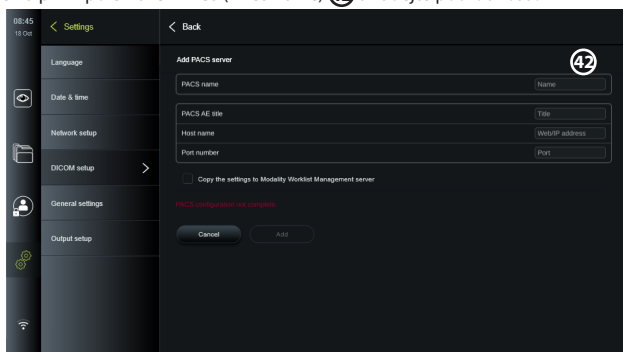 08:45
18 Oct
Settings
Language
Date & time
Network setup
DICOM setup
General settings
Output setup
Back
Add PACS server
42
PACS name
Name
PACS AE title
Title
Host name
Web/IP address
Port number
Port
Copy the settings to Modality Worklist Management server
PACS configuration not complete.
Cancel
Add